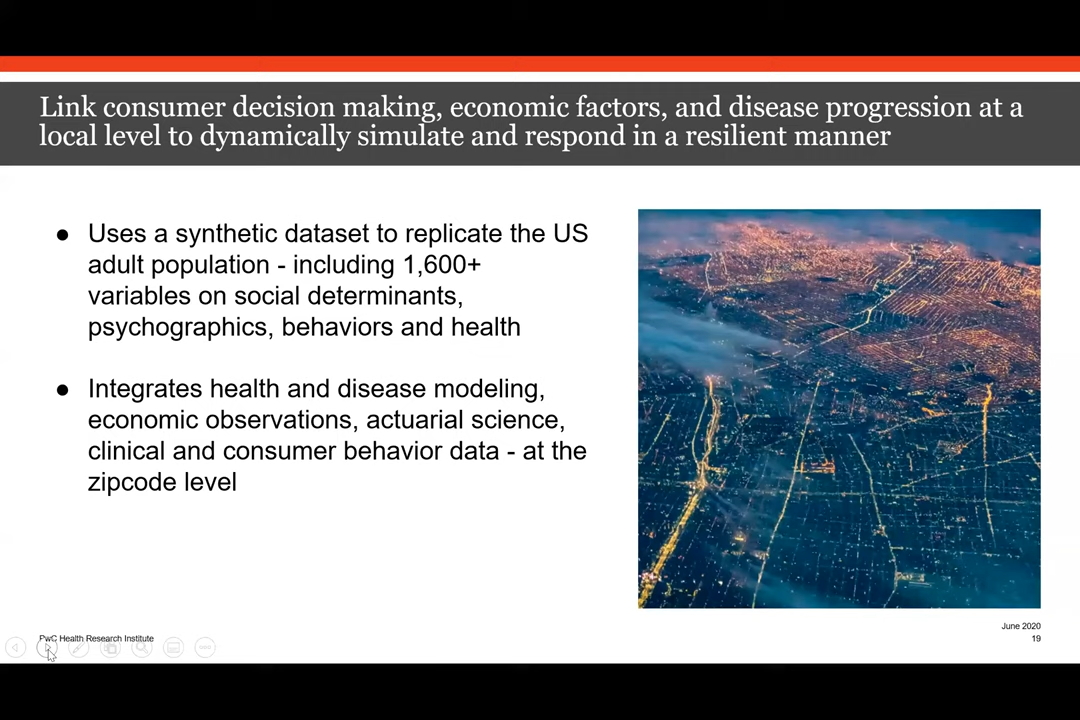 Link consumer decision making, economic factors, and disease progression at a
local level to dynamically simulate and respond in a resilient manner
● Uses a synthetic dataset to replicate the US
adult population - including 1,600+
variables on social determinants,
psychographics, behaviors and health
● Integrates health and disease modeling,
economic observations, actuarial science,
clinical and consumer behavior data - at the
zipcode level
PwC Health Research Institute
June 2020
19